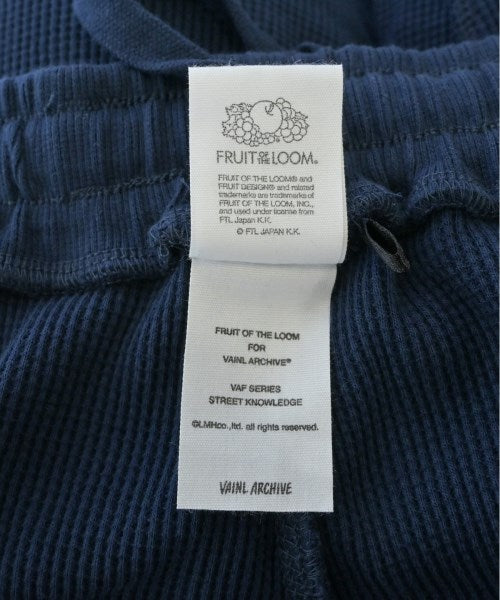 FRUIT OF THE LOOM®
FRUIT OF THE LOOM® and
FRUIT DESIGN® and related
trademarks are trademarks of
FRUIT OF THE LOOM, INC.,
and used under license from
FTL JAPAN K.K.
© FTL JAPAN K.K.
FRUIT OF THE LOOM
FOR
VAINL ARCHIVE®
VAF SERIES
STREET KNOWLEDGE
©LMHco.,ltd. all rights reserved.
VAINL ARCHIVE